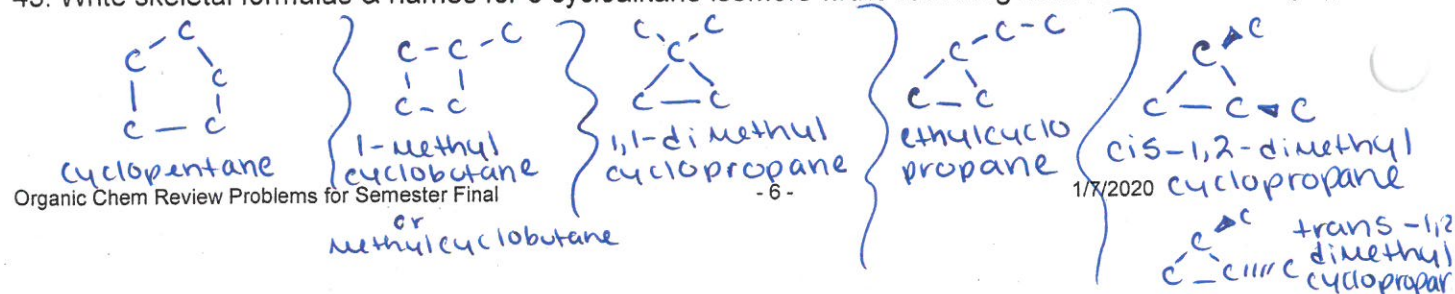 C - C
C C
C - C
cyclopentane
C - C - C
C - C
1-methyl
cyclobutane
or
methylcyclobutane
C C
C
C — C
1,1-dimethyl
cyclopropane
C - C - C
C - C
ethylcyclo
propane
C C
C - C C
cis-1,2-dimethyl
cyclopropane
C C
C - C C
trans-1,2
dimethyl
cyclopropan
Organic Chem Review Problems for Semester Final
- 6 -
1/7/2020